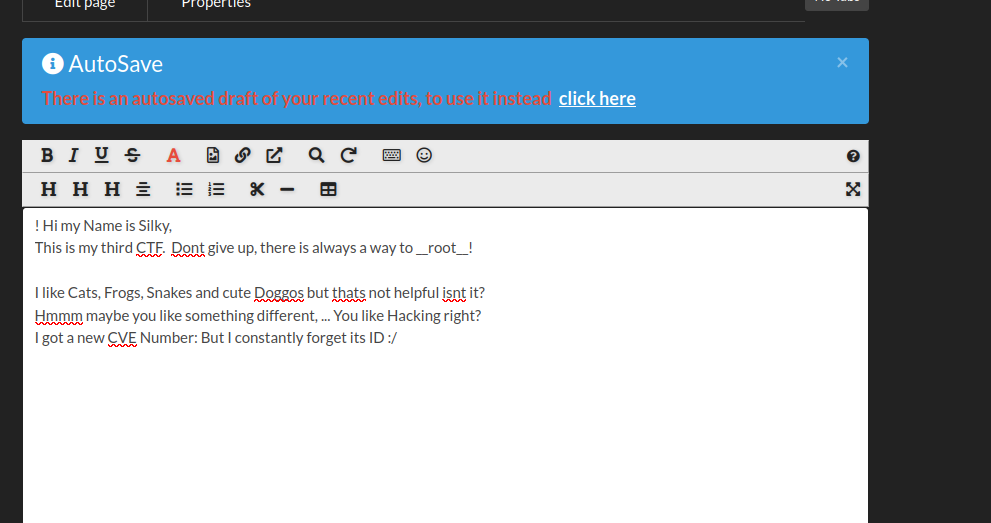 Edit page
Properties
AutoSave
There is an autosaved draft of your recent edits, to use it instead click here
! Hi my Name is Silky,
This is my third CTF. Dont give up, there is always a way to __root__!
I like Cats, Frogs, Snakes and cute Doggos but thats not helpful isnt it?
Hmmm maybe you like something different, ... You like Hacking right?
I got a new CVE Number: But I constantly forget its ID :/